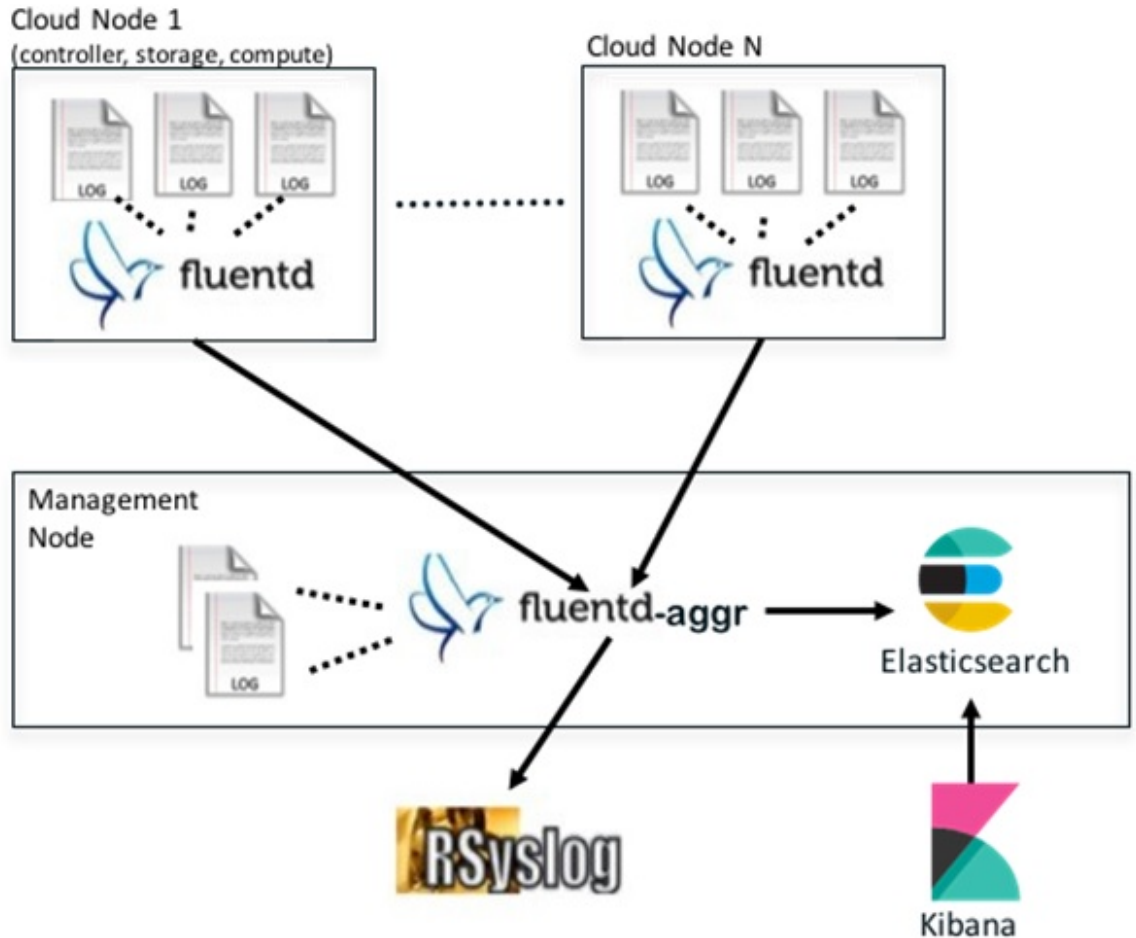 Cloud Node 1
(controller, storage, compute)
Cloud Node N
LOG
LOG
LOG
LOG
LOG
LOG
fluentd
fluentd
Management
Node
LOG
fluentd-aggr
Elasticsearch
RSyslog
Kibana